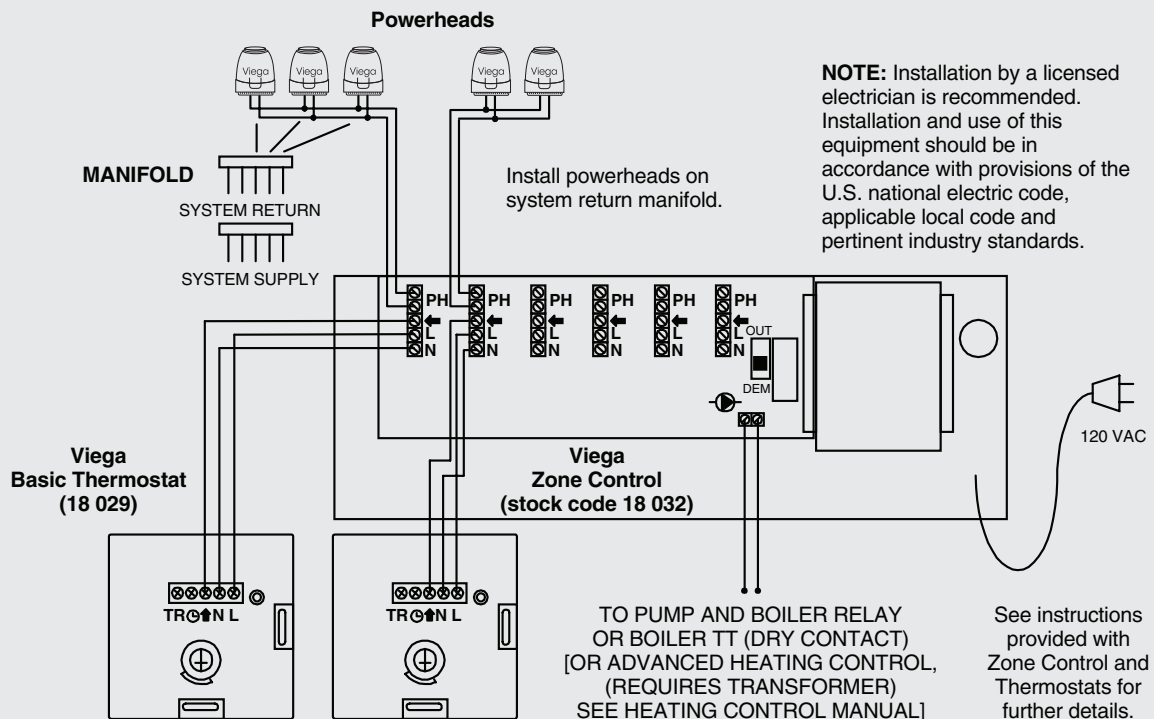 Powerheads
Viega
Viega
Viega
Viega
Viega
NOTE: Installation by a licensed
electrician is recommended.
Installation and use of this
equipment should be in
accordance with provisions of the
U.S. national electric code,
applicable local code and
pertinent industry standards.
MANIFOLD
SYSTEM RETURN
SYSTEM SUPPLY
Install powerheads on
system return manifold.
PH
L
N
PH
L
N
PH
L
N
PH
L
N
PH
L
N
PH
L
N
OUT
DEM
120 VAC
Viega
Basic Thermostat
(18 029)
Viega
Zone Control
(stock code 18 032)
TR N L
TR N L
TO PUMP AND BOILER RELAY
OR BOILER TT (DRY CONTACT)
[OR ADVANCED HEATING CONTROL,
(REQUIRES TRANSFORMER)
SEE HEATING CONTROL MANUAL]
See instructions
provided with
Zone Control and
Thermostats for
further details.